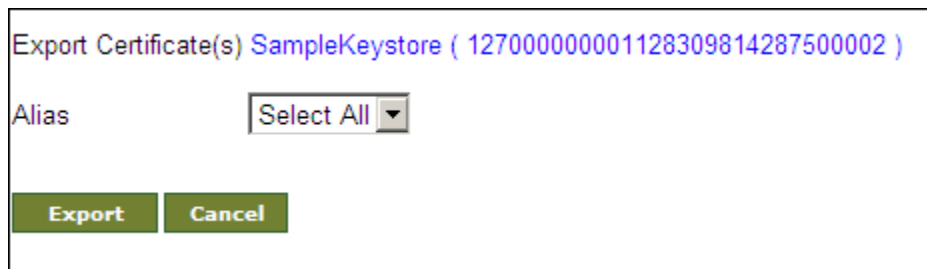 Export Certificate(s) SampleKeystore ( 127000000001128309814287500002 )
Alias Select All
Export Cancel